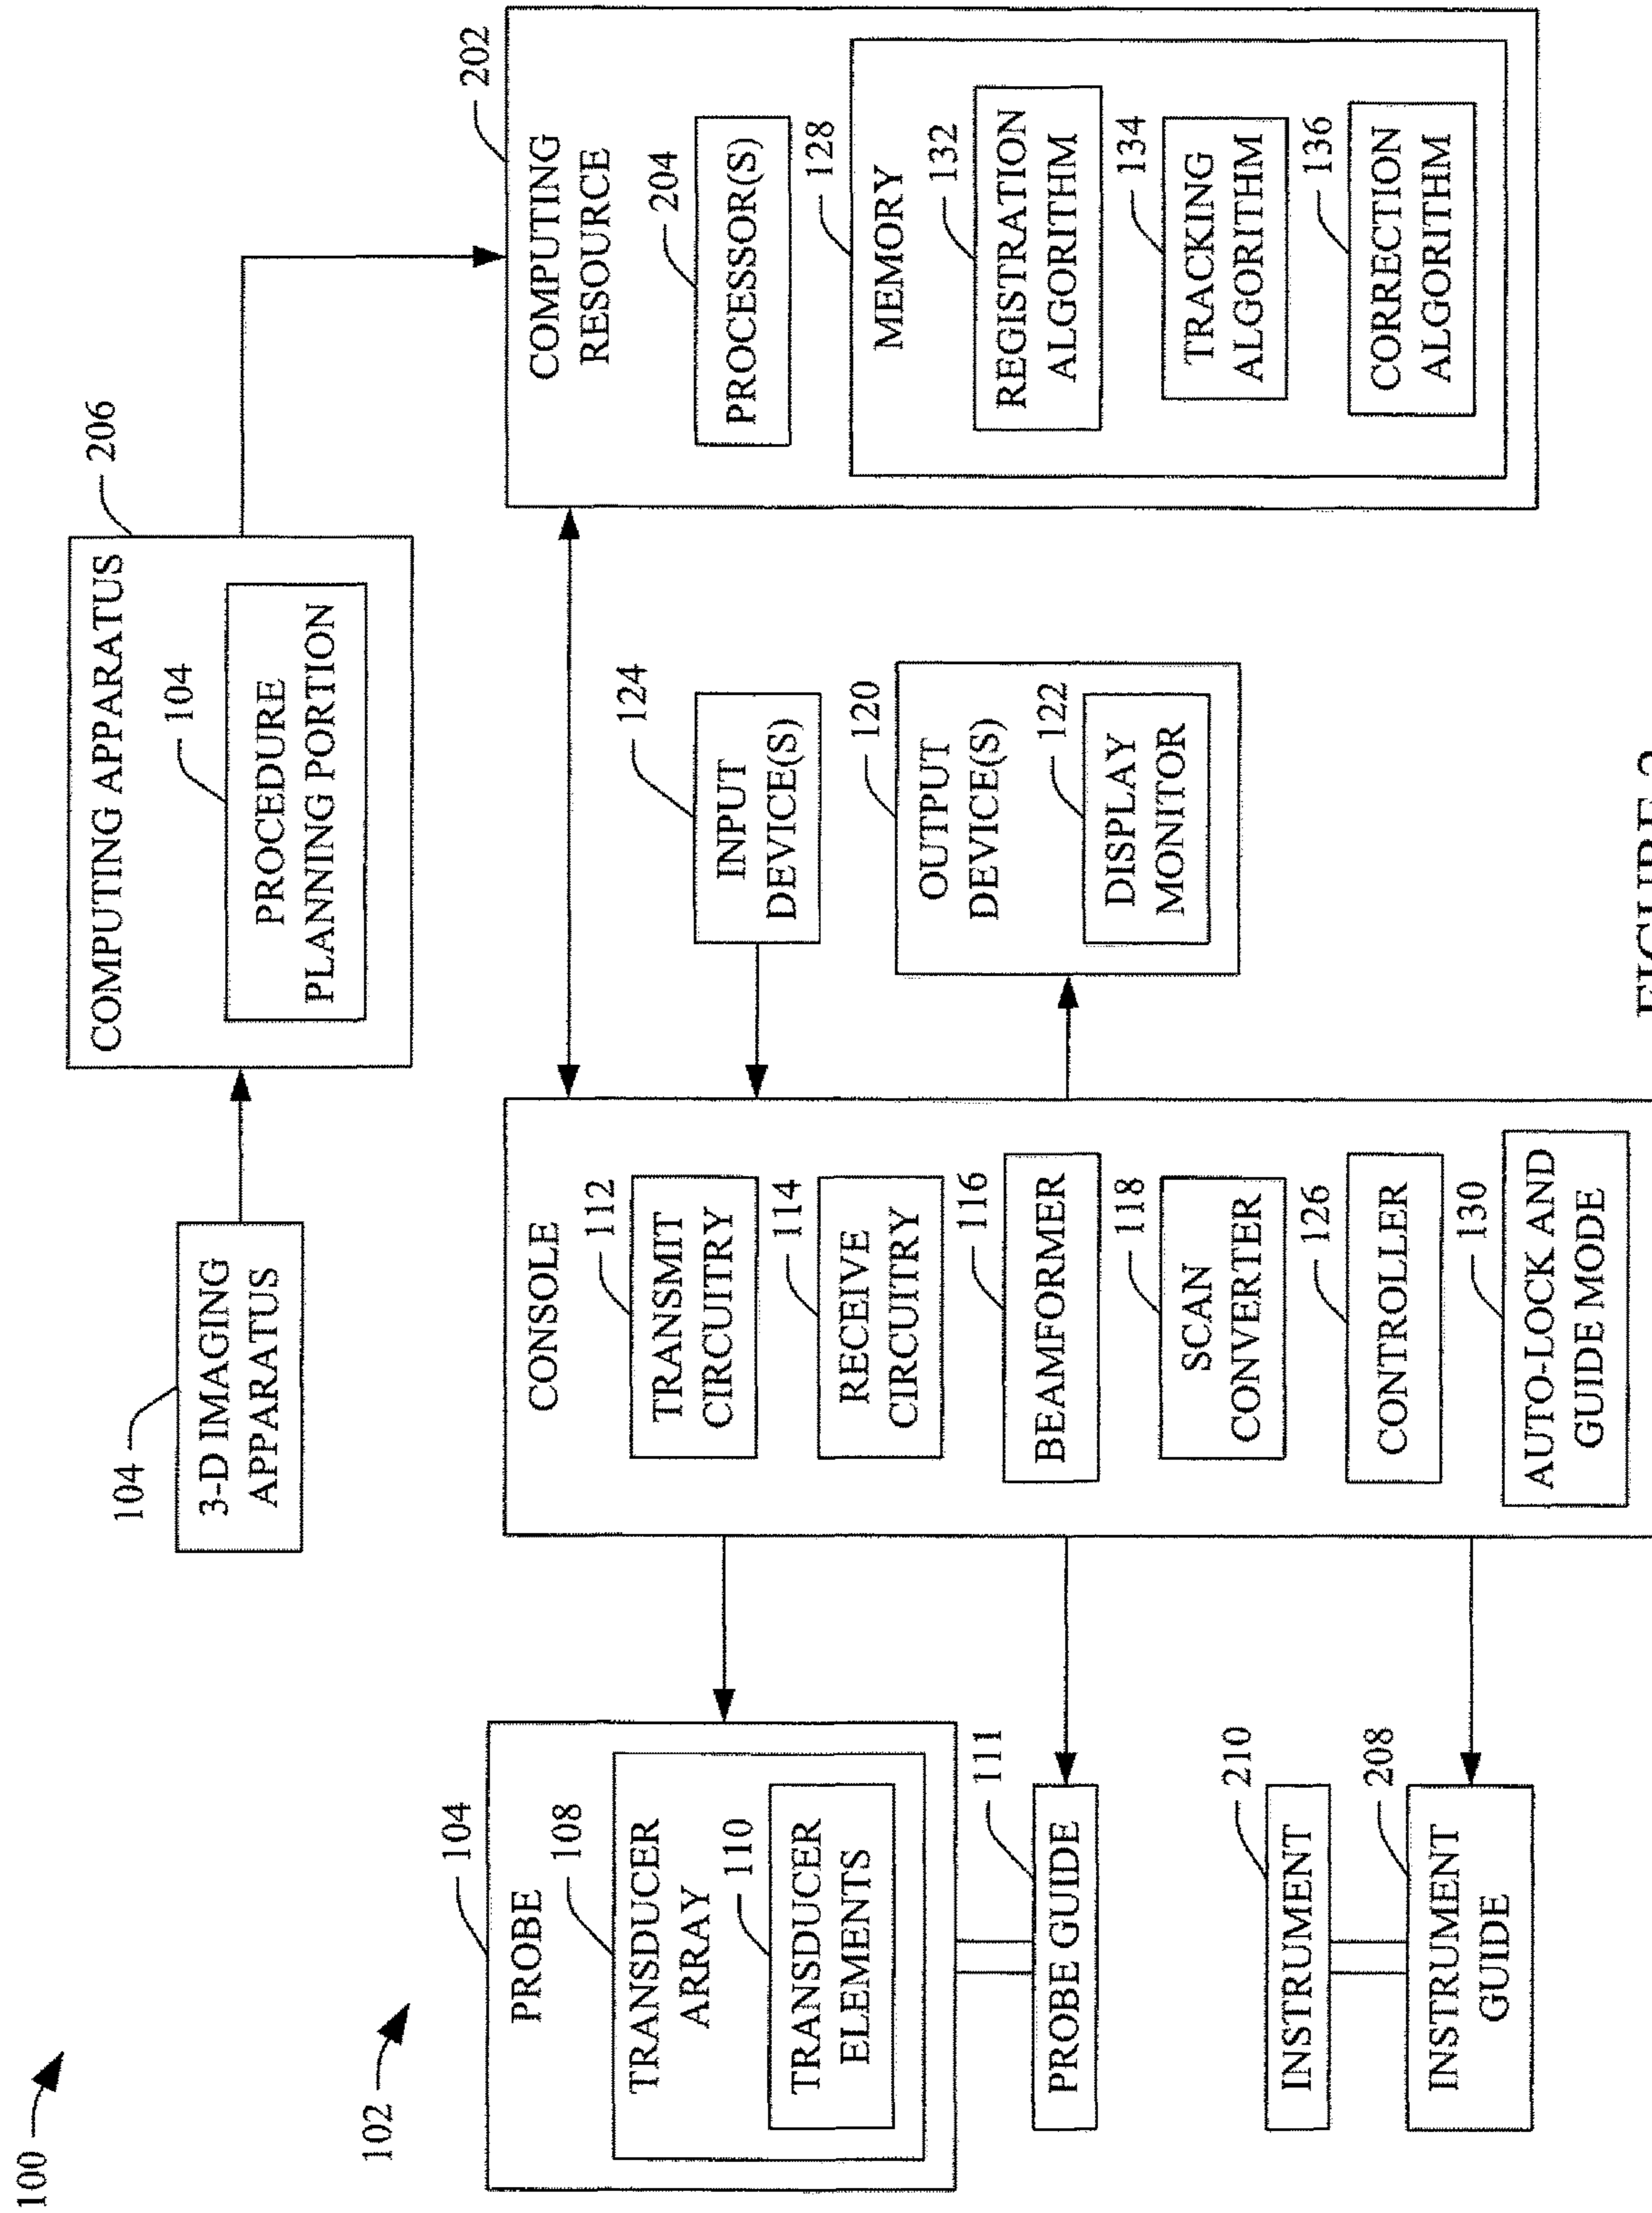 100
102
104
3-D IMAGING
APPARATUS
206
COMPUTING APPARATUS
104
PROCEDURE
PLANNING PORTION
104
PROBE
108
TRANSDUCER
ARRAY
110
TRANSDUCER
ELEMENTS
111
PROBE GUIDE
210
INSTRUMENT
208
INSTRUMENT
GUIDE
CONSOLE
112
TRANSMIT
CIRCUITRY
114
RECEIVE
CIRCUITRY
116
BEAMFORMER
118
SCAN
CONVERTER
126
CONTROLLER
130
AUTO-LOCK AND
GUIDE MODE
124
INPUT
DEVICE(S)
120
OUTPUT
DEVICE(S)
122
DISPLAY
MONITOR
202
COMPUTING
RESOURCE
204
PROCESSOR(S)
128
MEMORY
132
REGISTRATION
ALGORITHM
134
TRACKING
ALGORITHM
136
CORRECTION
ALGORITHM
FIGURE